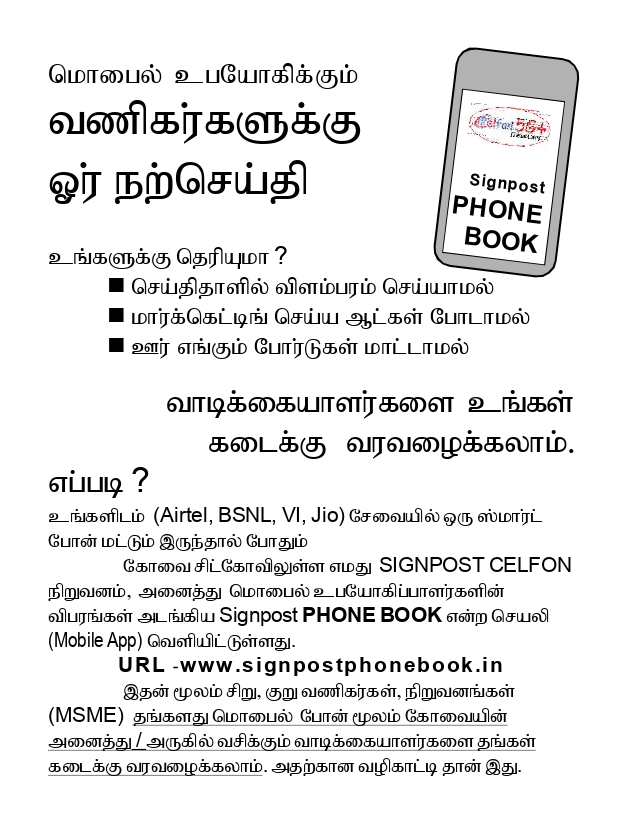 மொபைல் உபயோகிக்கும்
வணிகர்களுக்கு
ஓர் நற்செய்தி
Celfon 5G+
Signpost
PHONE
BOOK
உங்களுக்கு தெரியுமா ?
■ செய்திதாளில் விளம்பரம் செய்யாமல்
■ மார்க்கெட்டிங் செய்ய ஆட்கள் போடாமல்
■ ஊர் எங்கும் போர்டுகள் மாட்டாமல்
வாடிக்கையாளர்களை உங்கள்
கடைக்கு வரவழைக்கலாம்.
எப்படி ?
உங்களிடம் (Airtel, BSNL, VI, Jio) சேவையில் ஒரு ஸ்மார்ட்
போன் மட்டும் இருந்தால் போதும்
கோவை சிட்கோவிலுள்ள எமது SIGNPOST CELFON
நிறுவனம், அனைத்து மொபைல் உபயோகிப்பாளர்களின்
விபரங்கள் அடங்கிய Signpost PHONE BOOK என்ற செயலி
(Mobile App) வெளியிட்டுள்ளது.
URL -www.signpostphonebook.in
இதன் மூலம் சிறு, குறு வணிகர்கள், நிறுவனங்கள்
(MSME) தங்களது மொபைல் போன் மூலம் கோவையின்
அனைத்து / அருகில் வசிக்கும் வாடிக்கையாளர்களை தங்கள்
கடைக்கு வரவழைக்கலாம். அதற்கான வழிகாட்டி தான் இது.